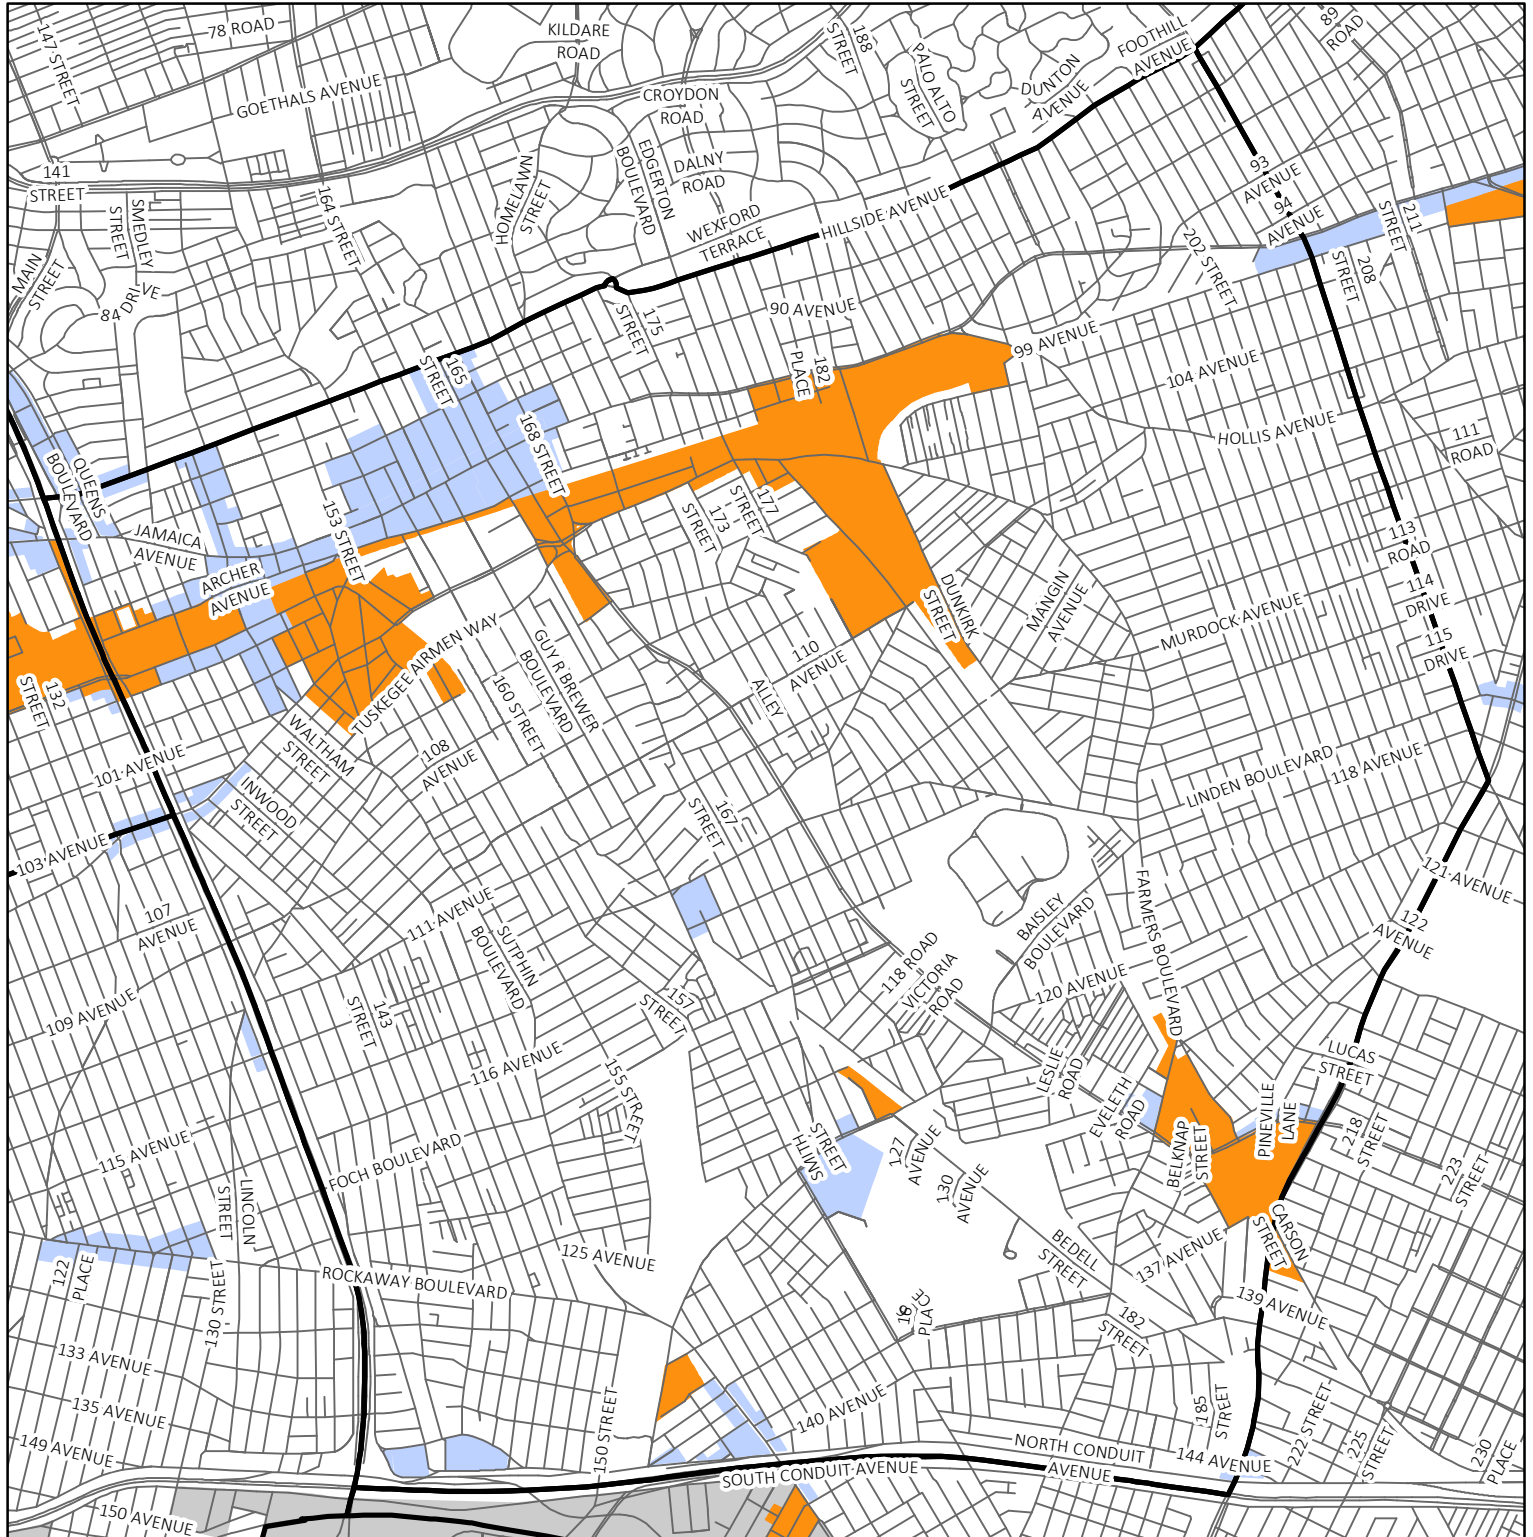 147 STREET
78 ROAD
GOETHALS AVENUE
KILDARE
ROAD
CROYDON
ROAD
188
STREET
PALO ALTO
STREET
DUNTON
AVENUE
FOOTHILL
AVENUE
89
ROAD
141
STREET
SMEDLEY
STREET
164 STREET
HOMELAWN
STREET
EDGERTON
BOULEVARD
DALNY
ROAD
WEXFORD
TERRACE
HILLSIDE AVENUE
93
AVENUE
94
AVENUE
211
STREET
208
STREET
202 STREET
MAIN
STREET
84 DRIVE
175
STREET
90 AVENUE
182
PLACE
99 AVENUE
104 AVENUE
HOLLIS AVENUE
111
ROAD
165
STREET
168 STREET
QUEENS
BOULEVARD
JAMAICA
AVENUE
153 STREET
ARCHER
AVENUE
173
STREET
177
STREET
DUNKIRK
STREET
MANGIN
AVENUE
113
ROAD
114
DRIVE
115
DRIVE
MURDOCK AVENUE
132
STREET
TUSKEGEE AIRMEN WAY
GUY R BREWER
BOULEVARD
160 STREET
110
AVENUE
ALLEY
WALTHAM
STREET
108
AVENUE
101 AVENUE
INWOOD
STREET
103 AVENUE
167
STREET
LINDEN BOULEVARD
118 AVENUE
121 AVENUE
122
AVENUE
107
AVENUE
111 AVENUE
SUTPHIN
BOULEVARD
109 AVENUE
143
STREET
157
STREET
118 ROAD
VICTORIA
ROAD
BAISLEY
BOULEVARD
120 AVENUE
FARMERS BOULEVARD
116 AVENUE
155 STREET
LESLIE
ROAD
EVELETH
ROAD
LUCAS
STREET
PINEVILLE
LANE
218
STREET
223
STREET
BELKNAP
STREET
115 AVENUE
FOCH BOULEVARD
SMITH
STREET
127
AVENUE
130
AVENUE
LINCOLN
STREET
122
PLACE
130 STREET
125 AVENUE
ROCKAWAY BOULEVARD
BEDELL
STREET
137 AVENUE
CARSON
STREET
139 AVENUE
182
STREET
133 AVENUE
135 AVENUE
149 AVENUE
150 AVENUE
150 STREET
140 AVENUE
SOUTH CONDUIT AVENUE
NORTH CONDUIT
AVENUE
185
STREET
144 AVENUE
222 STREET
225
STREET
230
PLACE